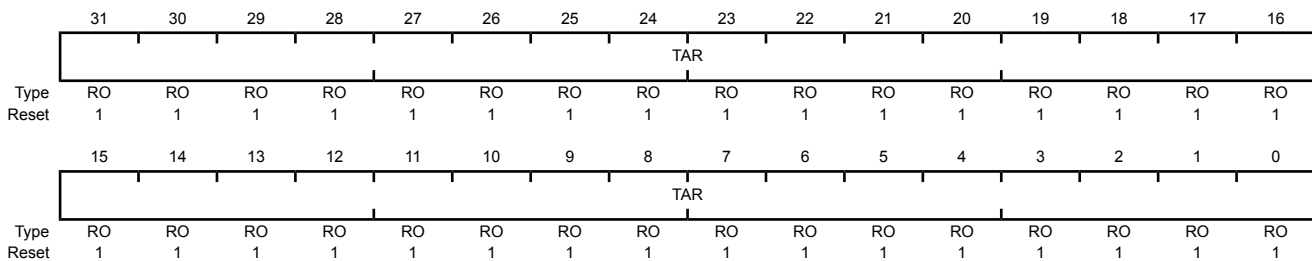 31 30 29 28 27 26 25 24 23 22 21 20 19 18 17 16
TAR
Type RO RO RO RO RO RO RO RO RO RO RO RO RO RO RO RO
Reset 1 1 1 1 1 1 1 1 1 1 1 1 1 1 1 1
15 14 13 12 11 10 9 8 7 6 5 4 3 2 1 0
TAR
Type RO RO RO RO RO RO RO RO RO RO RO RO RO RO RO RO
Reset 1 1 1 1 1 1 1 1 1 1 1 1 1 1 1 1